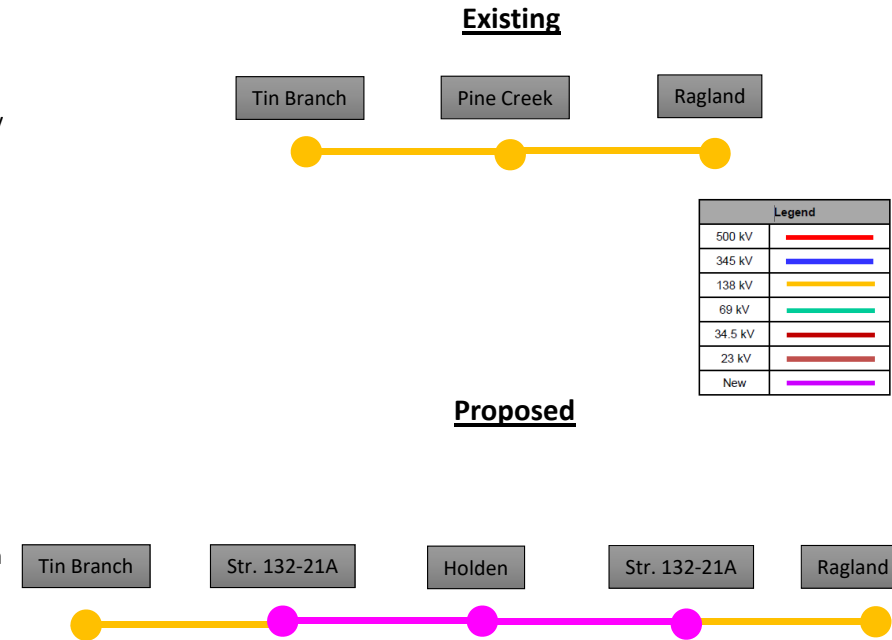 Existing
Tin Branch Pine Creek Ragland
Legend
500 kV
345 kV
138 kV
69 kV
34.5 kV
23 kV
New
Proposed
Tin Branch Str. 132-21A Holden Str. 132-21A Ragland